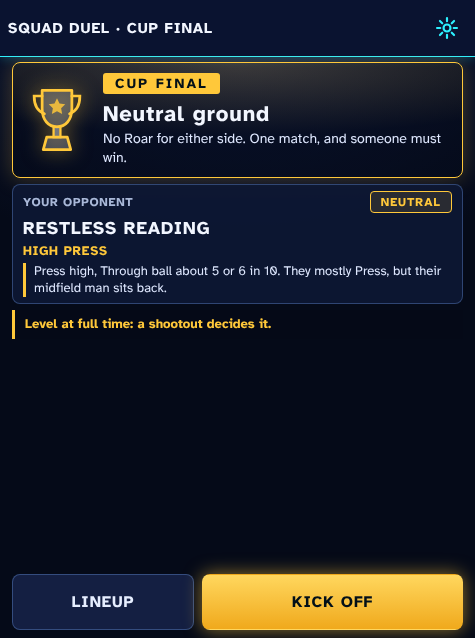 SQUAD DUEL · CUP FINAL
CUP FINAL
Neutral ground
No Roar for either side. One match, and someone must
win.
YOUR OPPONENT
NEUTRAL
RESTLESS READING
HIGH PRESS
Press high, Through ball about 5 or 6 in 10. They mostly Press, but their
midfield man sits back.
Level at full time: a shootout decides it.
LINEUP
KICK OFF